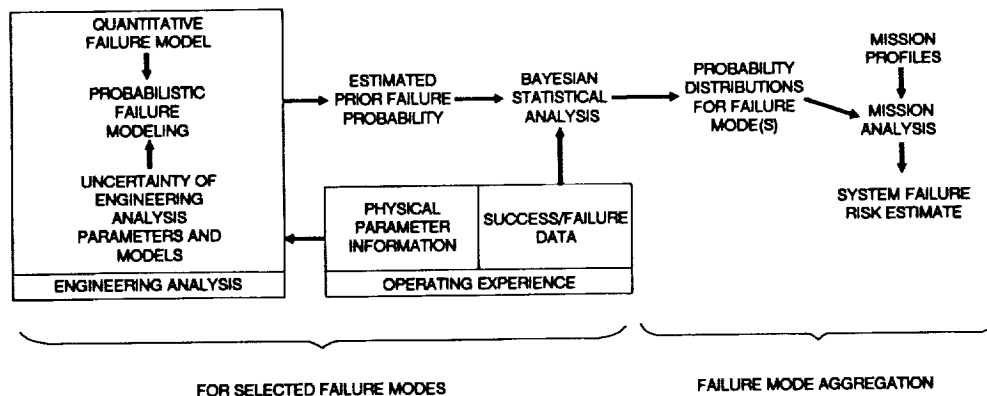 QUANTITATIVE
FAILURE MODEL
PROBABILISTIC
FAILURE
MODELING
UNCERTAINTY OF
ENGINEERING
ANALYSIS
PARAMETERS AND
MODELS
ENGINEERING ANALYSIS
ESTIMATED
PRIOR FAILURE
PROBABILITY
BAYESIAN
STATISTICAL
ANALYSIS
PHYSICAL
PARAMETER
INFORMATION
SUCCESS/FAILURE
DATA
OPERATING EXPERIENCE
PROBABILITY
DISTRIBUTIONS
FOR FAILURE
MODE(S)
MISSION
PROFILES
MISSION
ANALYSIS
SYSTEM FAILURE
RISK ESTIMATE
FOR SELECTED FAILURE MODES
FAILURE MODE AGGREGATION